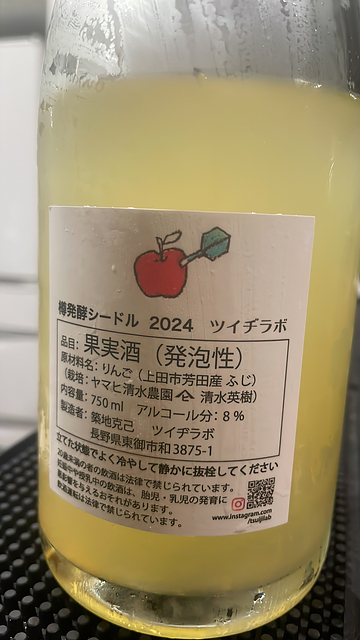 樽発酵シードル 2024 ツイヂラボ
品目: 果実酒（発泡性）
原材料名: りんご（上田市芳田産 ふじ）
（栽培: ヤマヒ清水農園 清水英樹）
内容量: 750ml アルコール分: 8%
製造者: 築地克己 ツイヂラボ
長野県東御市和3875-1
立てた状態でよく冷やして静かに抜栓してください
20歳未満の者の飲酒は法律で禁じられています。
妊娠中や授乳中の飲酒は、胎児・乳児の発育に
悪影響を与えるおそれがあります。
飲酒運転は法律で禁じられています。
www.instagram.com
/tsuijilab